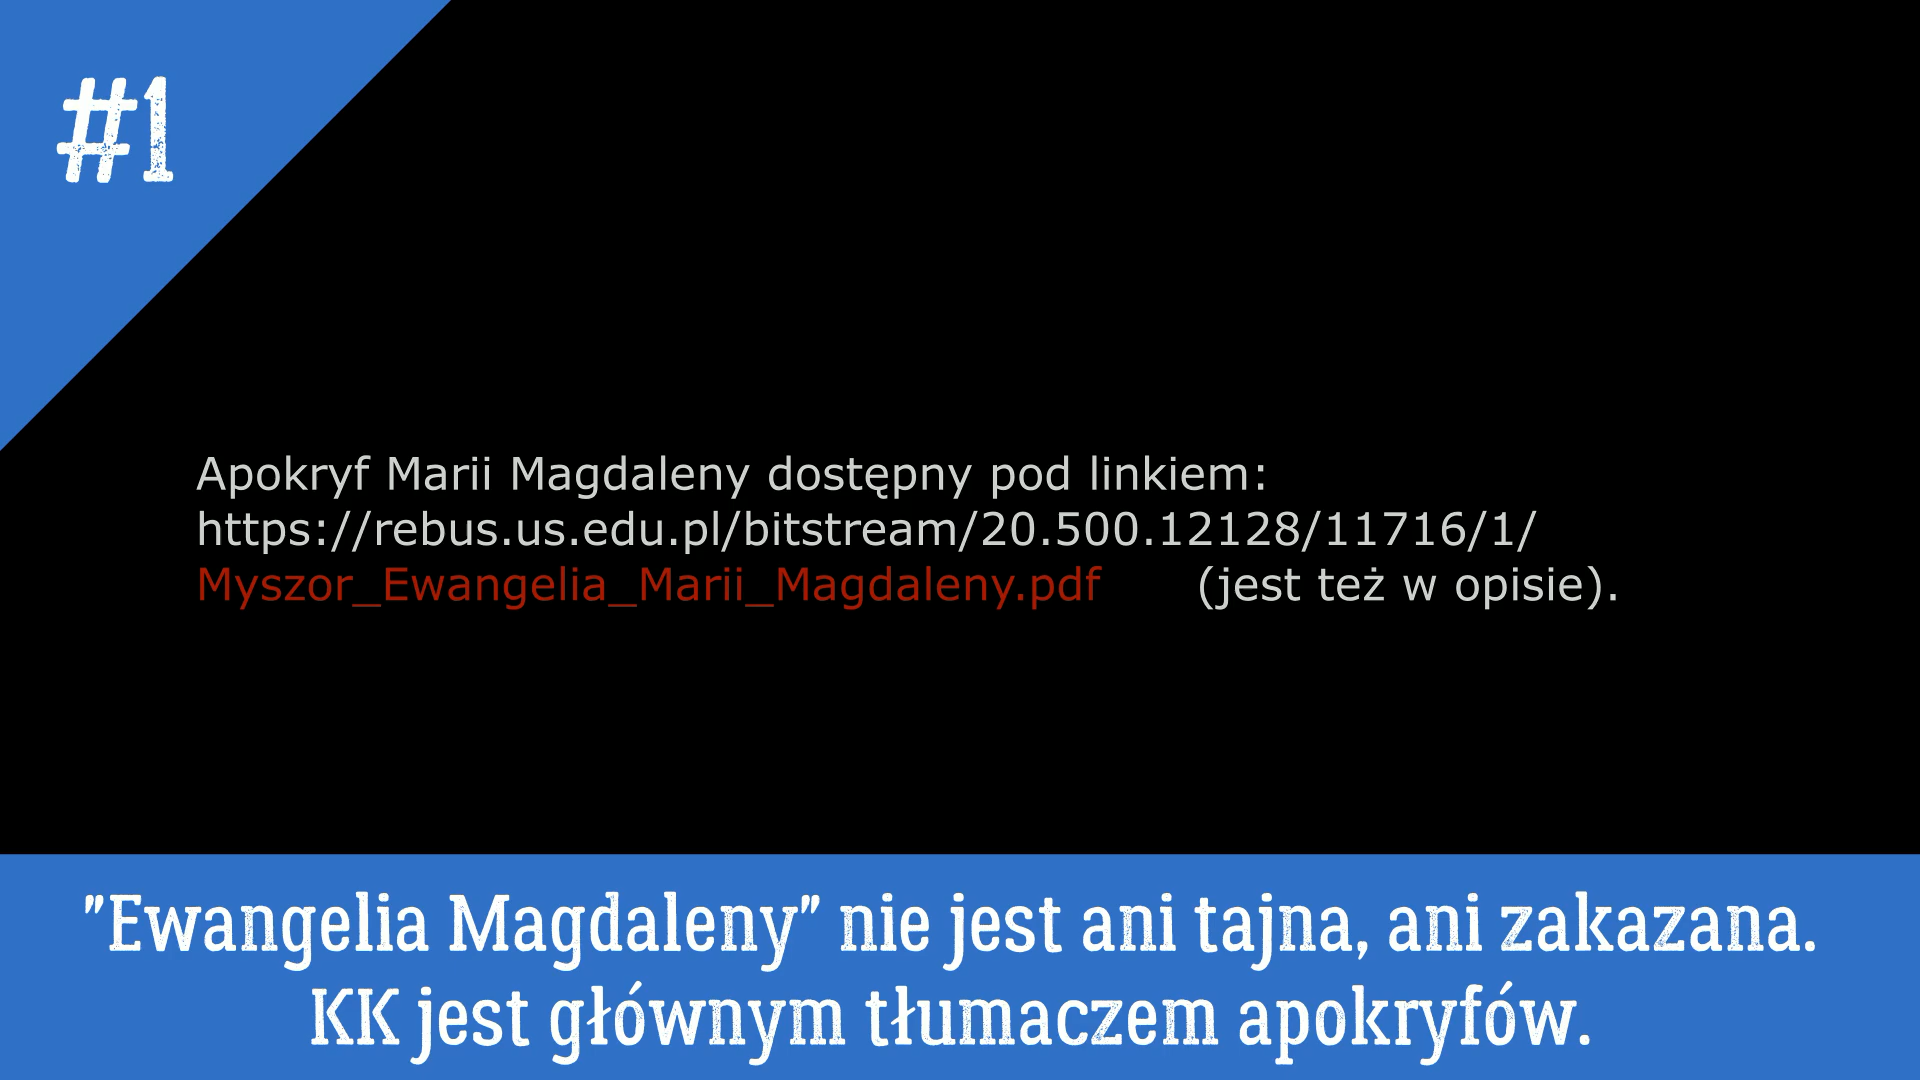 #1
Apokryf Marii Magdaleny dostępny pod linkiem:
https://rebus.us.edu.pl/bitstream/20.500.12128/11716/1/
Myszor_Ewangelia_Marii_Magdaleny.pdf (jest też w opisie).
"Ewangelia Magdaleny" nie jest ani tajna, ani zakazana.
KK jest głównym tłumaczem apokryfów.